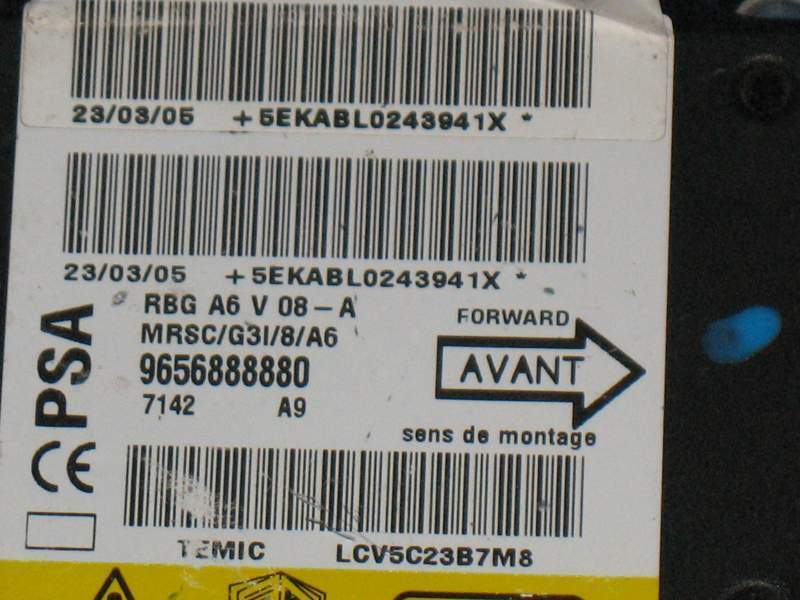 23/03/05 +5EKABL0243941X *
23/03/05 +5EKABL0243941X *
RBG A6 V 08-A
MRSC/G3I/8/A6
9656888880
7142 A9
PSA
CE
FORWARD
AVANT
sens de montage
TEMIC LCV5C23B7M8